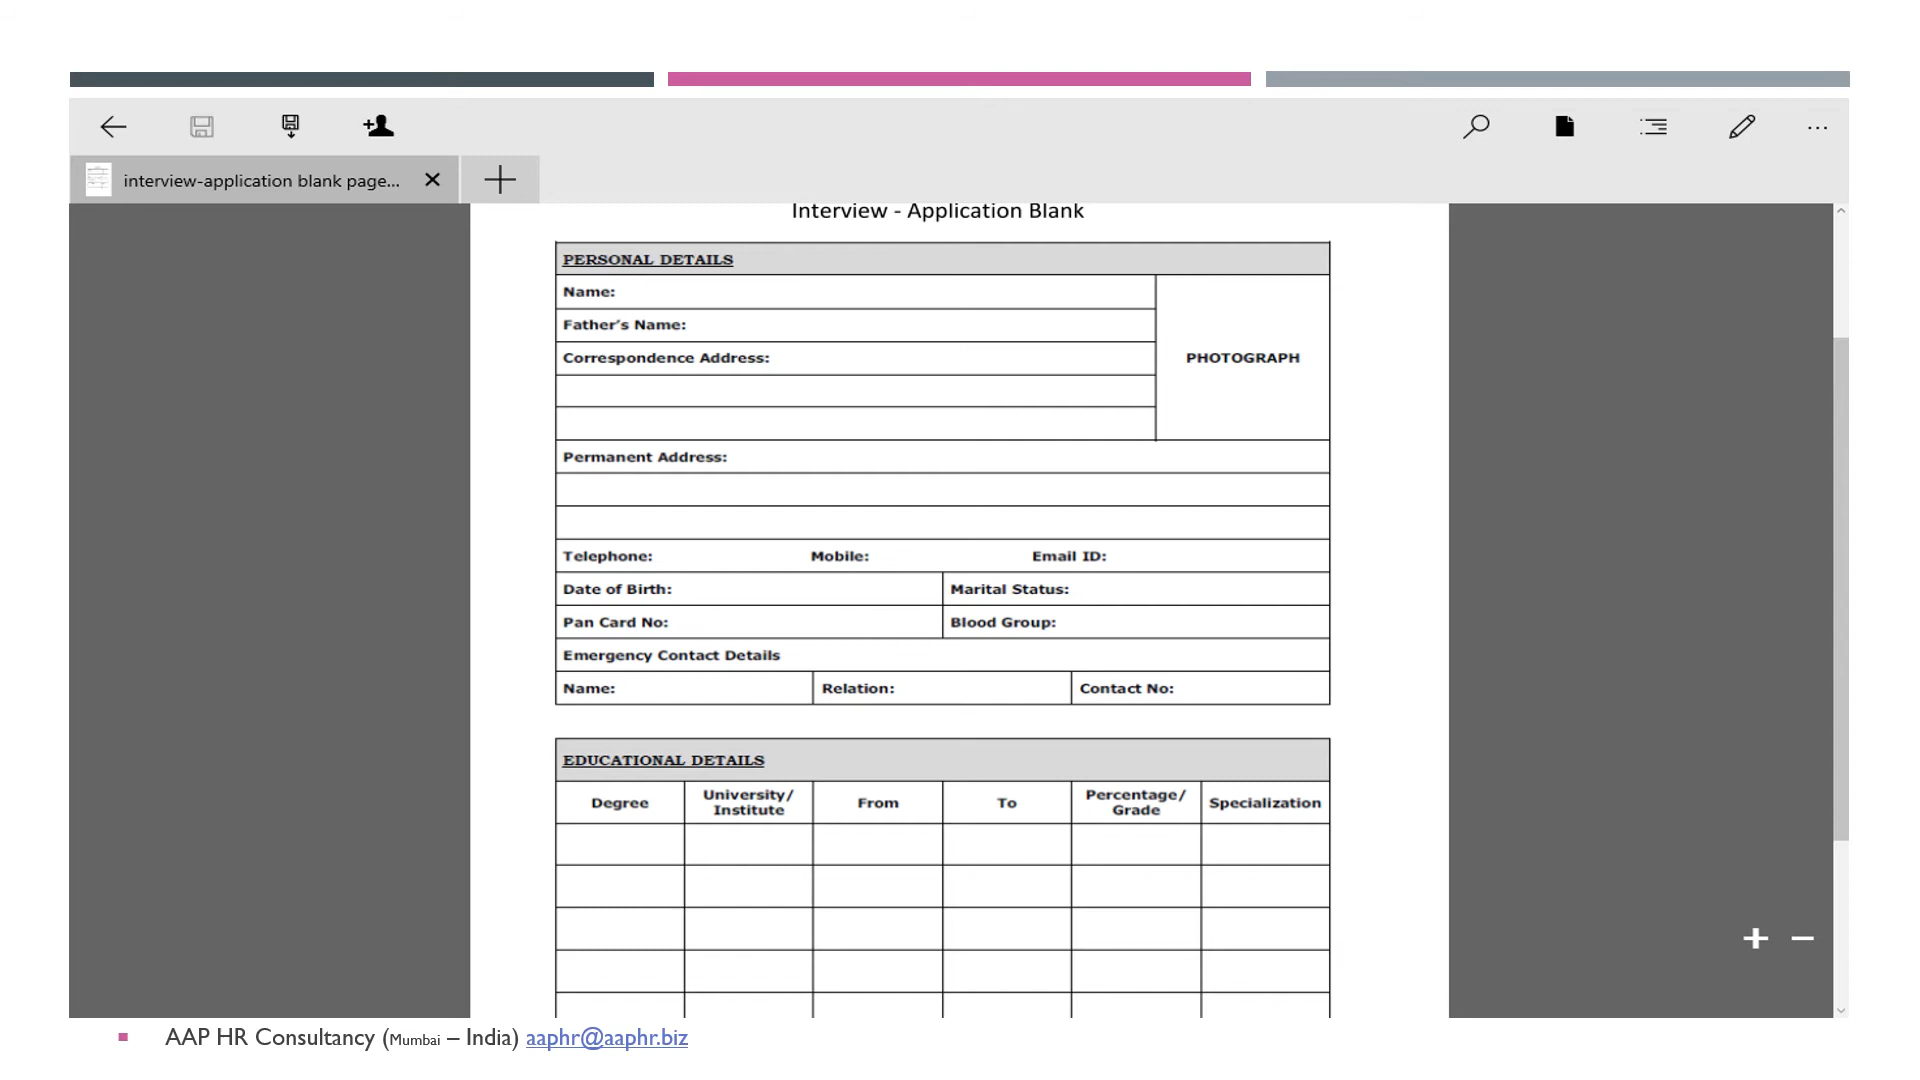 interview-application blank page...
Interview - Application Blank
PERSONAL DETAILS
Name:
Father's Name:
Correspondence Address:
PHOTOGRAPH
Permanent Address:
Telephone: Mobile: Email ID:
Date of Birth: Marital Status:
Pan Card No: Blood Group:
Emergency Contact Details
Name: Relation: Contact No:
EDUCATIONAL DETAILS
Degree University/ Institute From To Percentage/ Grade Specialization
AAP HR Consultancy (Mumbai – India) aaphr@aaphr.biz